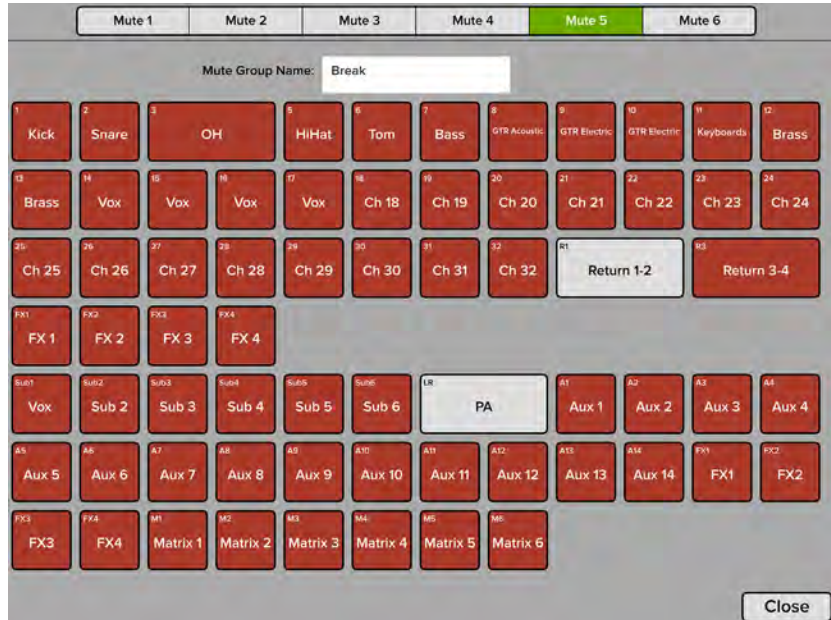 Mute 1 Mute 2 Mute 3 Mute 4 Mute 5 Mute 6
Mute Group Name: Break
1 2 3 5 6 7 8 9 10 11 12
Kick Snare OH HiHat Tom Bass GTR Acoustic GTR Electric GTR Electric Keyboards Brass
13 14 15 16 17 18 19 20 21 22 23 24
Brass Vox Vox Vox Vox Ch 18 Ch 19 Ch 20 Ch 21 Ch 22 Ch 23 Ch 24
25 26 27 28 29 30 31 32 R1 R3
Ch 25 Ch 26 Ch 27 Ch 28 Ch 29 Ch 30 Ch 31 Ch 32 Return 1-2 Return 3-4
FX1 FX2 FX3 FX4
FX 1 FX 2 FX 3 FX 4
Sub1 Sub2 Sub3 Sub4 Sub5 Sub6 LR A1 A2 A3 A4
Vox Sub 2 Sub 3 Sub 4 Sub 5 Sub 6 PA Aux 1 Aux 2 Aux 3 Aux 4
A5 A6 A7 A8 A9 A10 A11 A12 A13 A14 FX1 FX2
Aux 5 Aux 6 Aux 7 Aux 8 Aux 9 Aux 10 Aux 11 Aux 12 Aux 13 Aux 14 FX1 FX2
FX3 FX4 M1 M2 M3 M4 M5 M6
FX3 FX4 Matrix 1 Matrix 2 Matrix 3 Matrix 4 Matrix 5 Matrix 6
Close